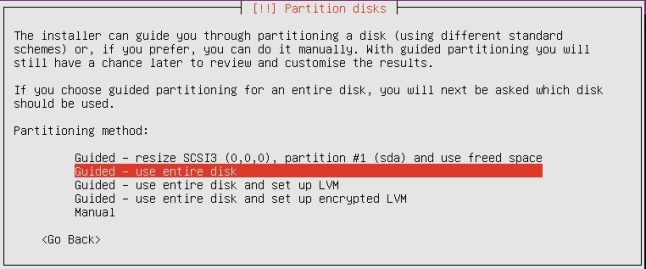 [!!] Partition disks
The installer can guide you through partitioning a disk (using different standard
schemes) or, if you prefer, you can do it manually. With guided partitioning you will
still have a chance later to review and customise the results.
If you choose guided partitioning for an entire disk, you will next be asked which disk
should be used.
Partitioning method:
Guided - resize SCSI3 (0,0,0), partition #1 (sda) and use freed space
Guided - use entire disk
Guided - use entire disk and set up LVM
Guided - use entire disk and set up encrypted LVM
Manual
<Go Back>